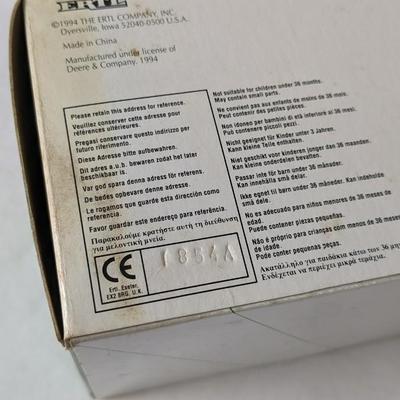 ERTL
©1994 THE ERTL COMPANY, INC.
Dyersville, Iowa 52040-0500 U.S.A.
Made in China
Manufactured under license of
Deere & Company. 1994
Please retain this address for reference.
Veuillez conserver cette adresse pour
références ultérieures.
Pregasi conservare questo indirizzo per
futuro riferimento.
Diese Adresse bitte aufbewahren.
Dit adres a.u.b. bewaren zodat het later
beschikbaar is.
Var god spara denna adress för referens.
De bedes opbevare denne adresse.
Le rogamos que guarde esta dirección como
referencia.
Favor guardar este endereço para referência.
Παρακαλούμε κρατήστε αυτή τη διεύθυνση
για μελοντική μνεία.
CE
1854A
Ertl, Exeter,
EX2 8RG, U.K.
Not suitable for children under 36 months.
May contain small parts.
Ne convient pas aux enfants de moins de 36 mois.
Peut contenir des petites pièces.
Non idoneo per bambini di età inferiore ai 36 mesi.
Può contenere piccoli pezzi.
Nicht geeignet für Kinder unter 3 Jahren.
Kann kleine Teile enthalten.
Niet geschikt voor kinderen jonger dan 36 maanden.
Kan kleine onderdelen bevatten.
Passar inte för barn under 36 månader.
Kan innehålla små delar.
Ikke egnet til børn under 36 måneder.
Kan indeholde små dele.
No es adecuado para niños menores de 36 meses de
edad.
Puede contener piezas pequeñas.
Não é próprio para crianças com menos de 36 meses
de idade.
Pode conter pequenas peças.
Ακατάλληλο για παιδάκια κάτω των 36 μην
Ενδέχεται να περιέχει μικρά τεμάχια.